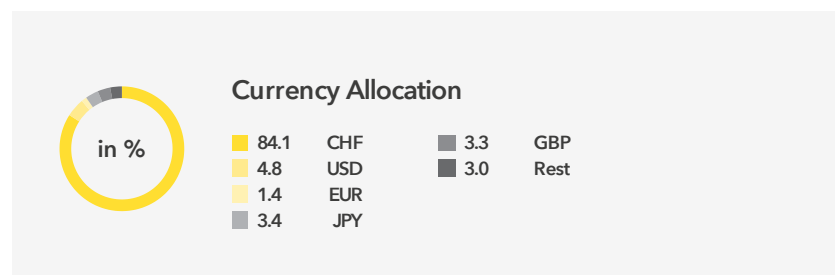 Currency Allocation
in %
84.1 CHF
4.8 USD
1.4 EUR
3.4 JPY
3.3 GBP
3.0 Rest